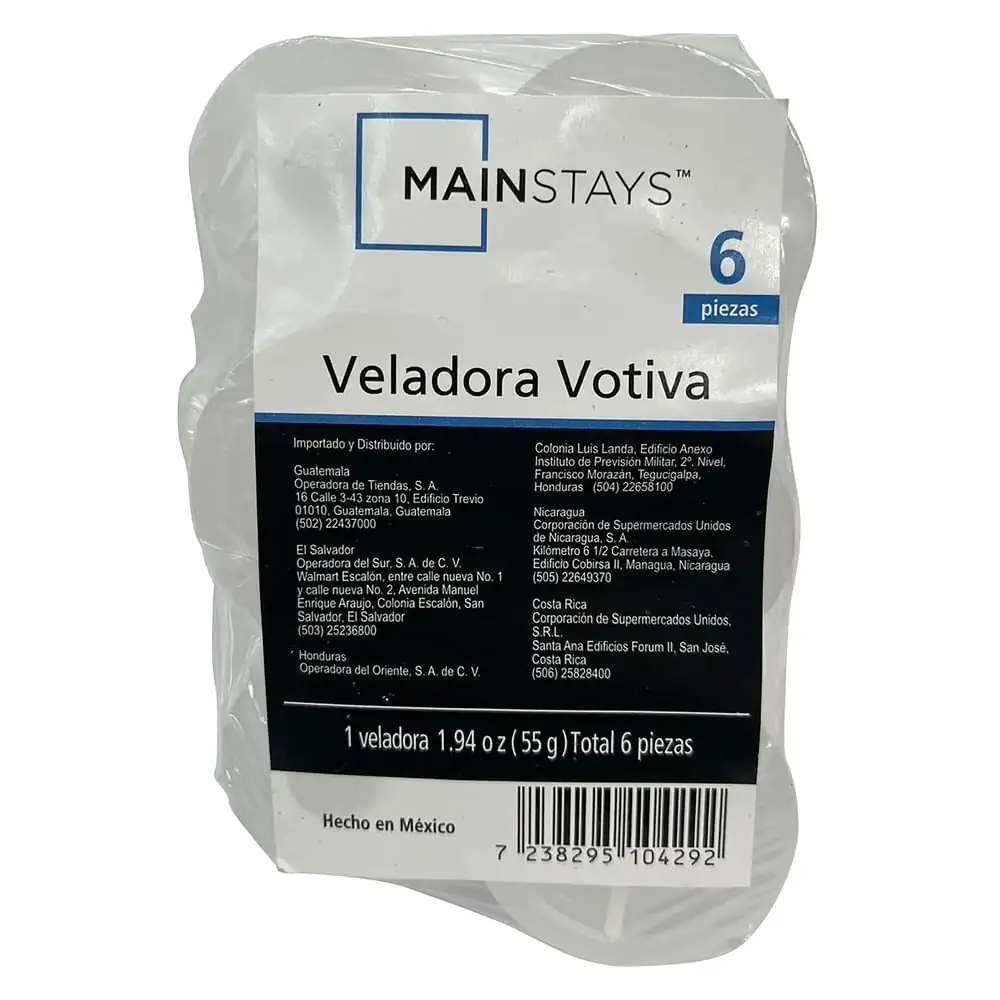 MAINSTAYS™
6
piezas
Veladora Votiva
Importado y Distribuido por:
Guatemala
Operadora de Tiendas, S. A.
16 Calle 3-43 zona 10, Edificio Trevio
01010, Guatemala, Guatemala
(502) 22437000
El Salvador
Operadora del Sur, S. A. de C. V.
Walmart Escalón, entre calle nueva No. 1
y calle nueva No. 2, Avenida Manuel
Enrique Araujo, Colonia Escalón, San
Salvador, El Salvador
(503) 25236800
Honduras
Operadora del Oriente, S. A. de C. V.
Colonia Luis Landa, Edificio Anexo
Instituto de Previsión Militar, 2º. Nivel,
Francisco Morazán, Tegucigalpa,
Honduras (504) 22658100
Nicaragua
Corporación de Supermercados Unidos
de Nicaragua, S. A.
Kilómetro 6 1/2 Carretera a Masaya,
Edificio Cobirsa II, Managua, Nicaragua
(505) 22649370
Costa Rica
Corporación de Supermercados Unidos,
S.R.L.
Santa Ana Edificios Forum II, San José,
Costa Rica
(506) 25828400
1 veladora 1.94 oz (55 g) Total 6 piezas
Hecho en México
7 238295 104292